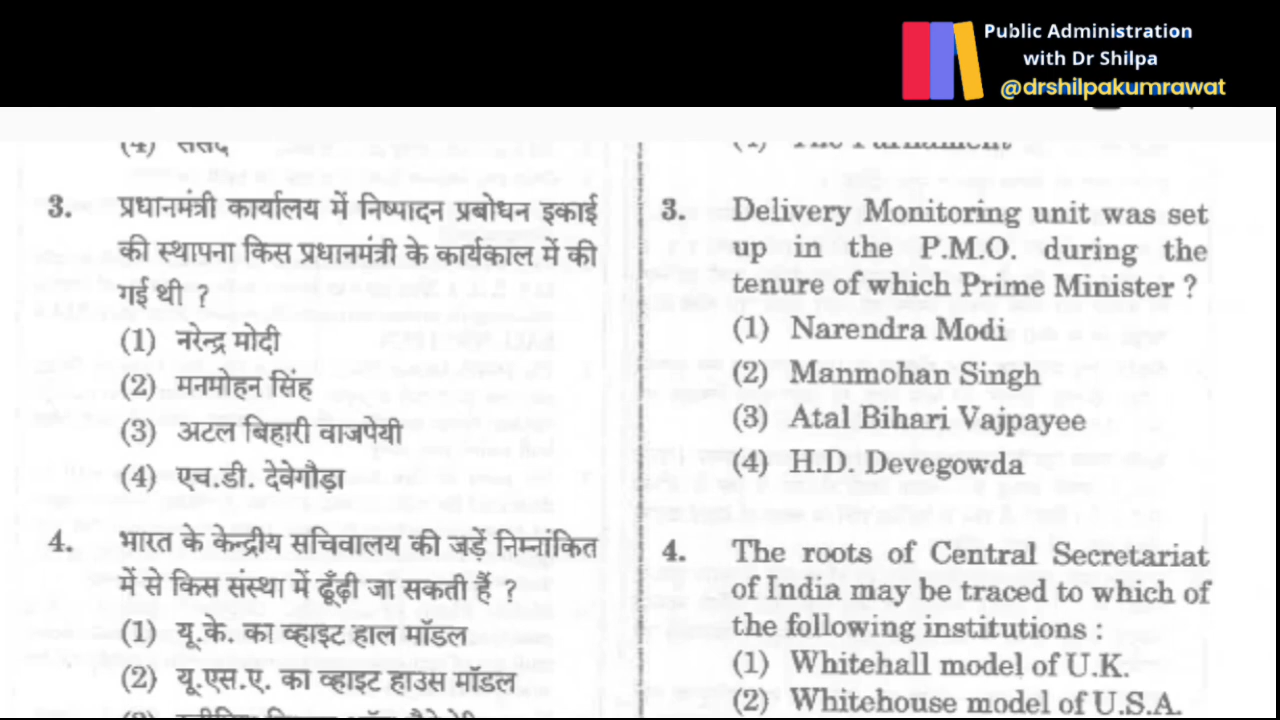 Public Administration
with Dr Shilpa
@drshilpakumrawat
(4) संसद
3. प्रधानमंत्री कार्यालय में निष्पादन प्रबोधन इकाई
की स्थापना किस प्रधानमंत्री के कार्यकाल में की
गई थी ?
(1) नरेन्द्र मोदी
(2) मनमोहन सिंह
(3) अटल बिहारी वाजपेयी
(4) एच.डी. देवेगौड़ा
4. भारत के केन्द्रीय सचिवालय की जड़ें निम्नांकित
में से किस संस्था में ढूँढ़ी जा सकती हैं ?
(1) यू.के. का व्हाइट हाल मॉडल
(2) यू.एस.ए. का व्हाइट हाउस मॉडल
(4) The Parliament
3. Delivery Monitoring unit was set
up in the P.M.O. during the
tenure of which Prime Minister ?
(1) Narendra Modi
(2) Manmohan Singh
(3) Atal Bihari Vajpayee
(4) H.D. Devegowda
4. The roots of Central Secretariat
of India may be traced to which of
the following institutions :
(1) Whitehall model of U.K.
(2) Whitehouse model of U.S.A.